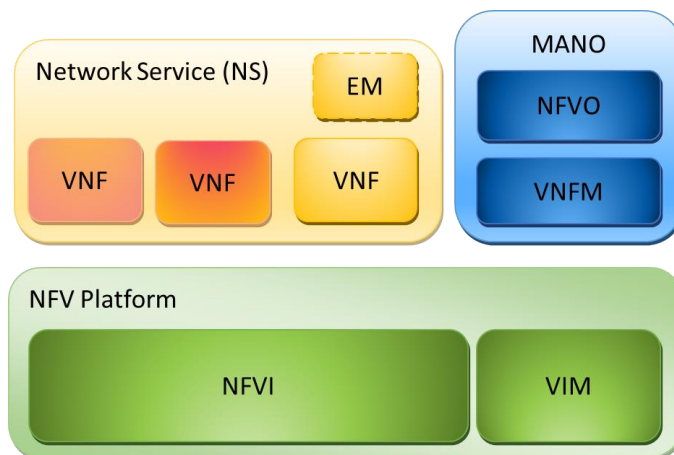 Network Service (NS)
EM
VNF
VNF
VNF
MANO
NFVO
VNFM
NFV Platform
NFVI
VIM